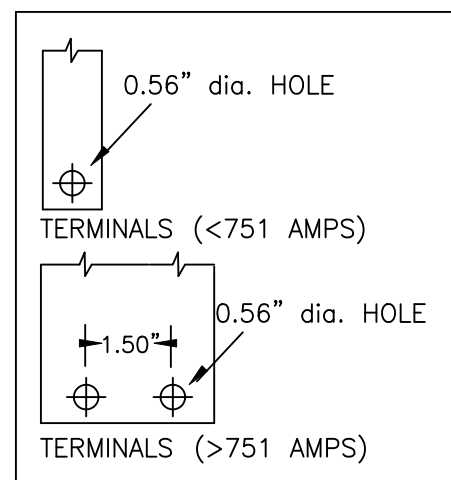 0.56” dia. HOLE
TERMINALS (<751 AMPS)
0.56” dia. HOLE
1.50”
TERMINALS (>751 AMPS)